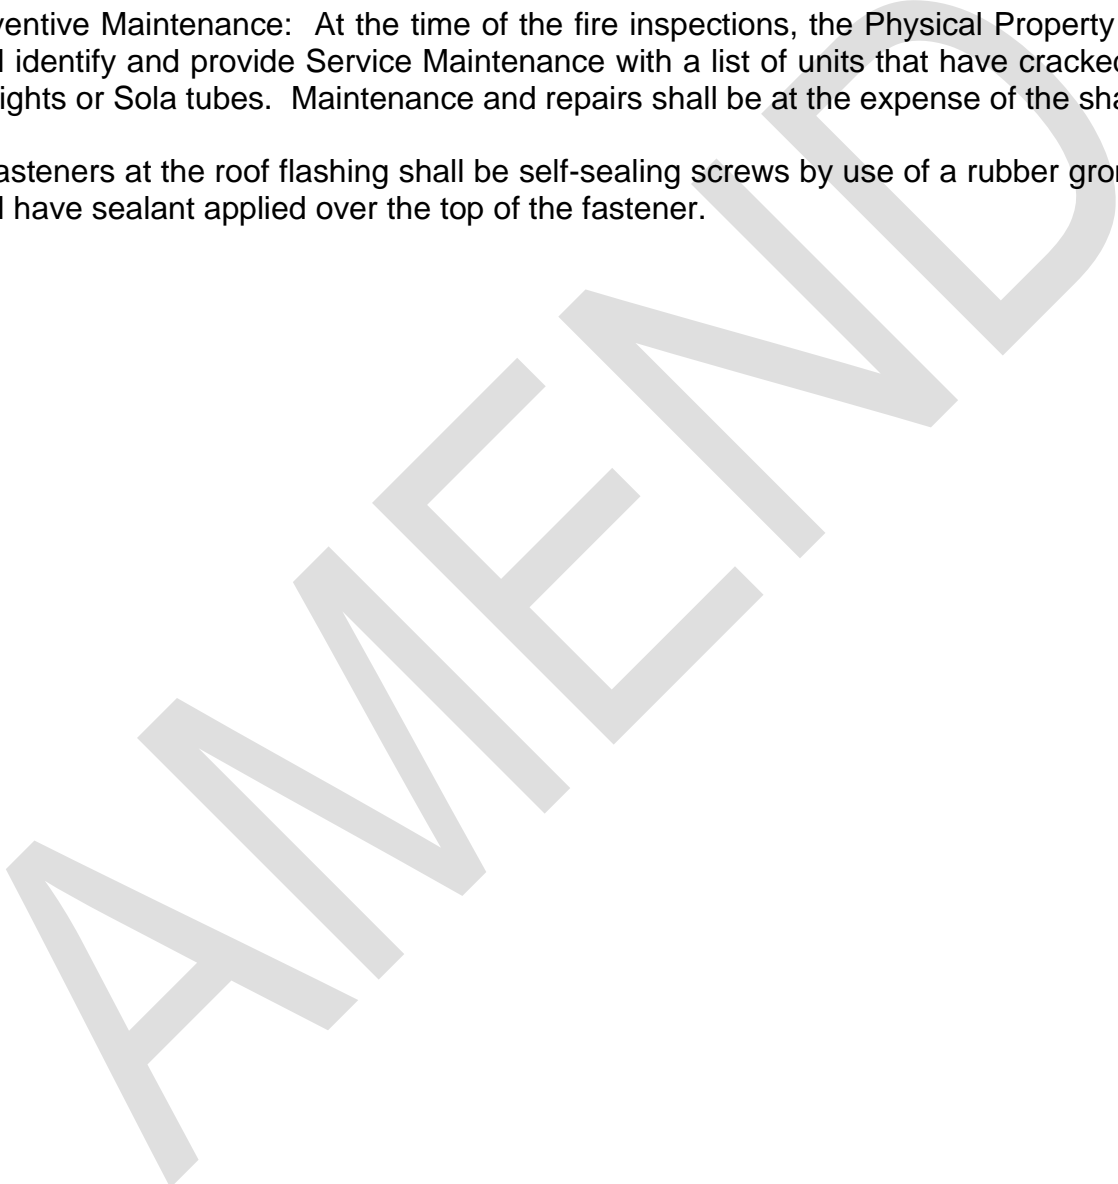 ventive Maintenance: At the time of the fire inspections, the Physical Property
l identify and provide Service Maintenance with a list of units that have cracked
ights or Sola tubes. Maintenance and repairs shall be at the expense of the sha
asteners at the roof flashing shall be self-sealing screws by use of a rubber gro
l have sealant applied over the top of the fastener.
AMEND